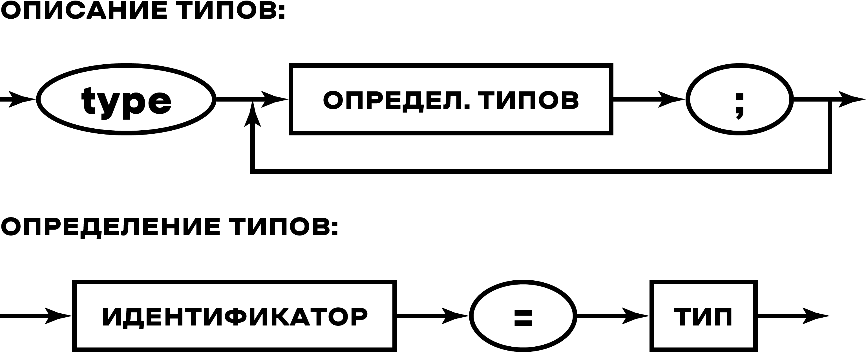 ОПИСАНИЕ ТИПОВ:
type ОПРЕДЕЛ. ТИПОВ ;
ОПРЕДЕЛЕНИЕ ТИПОВ:
ИДЕНТИФИКАТОР = ТИП